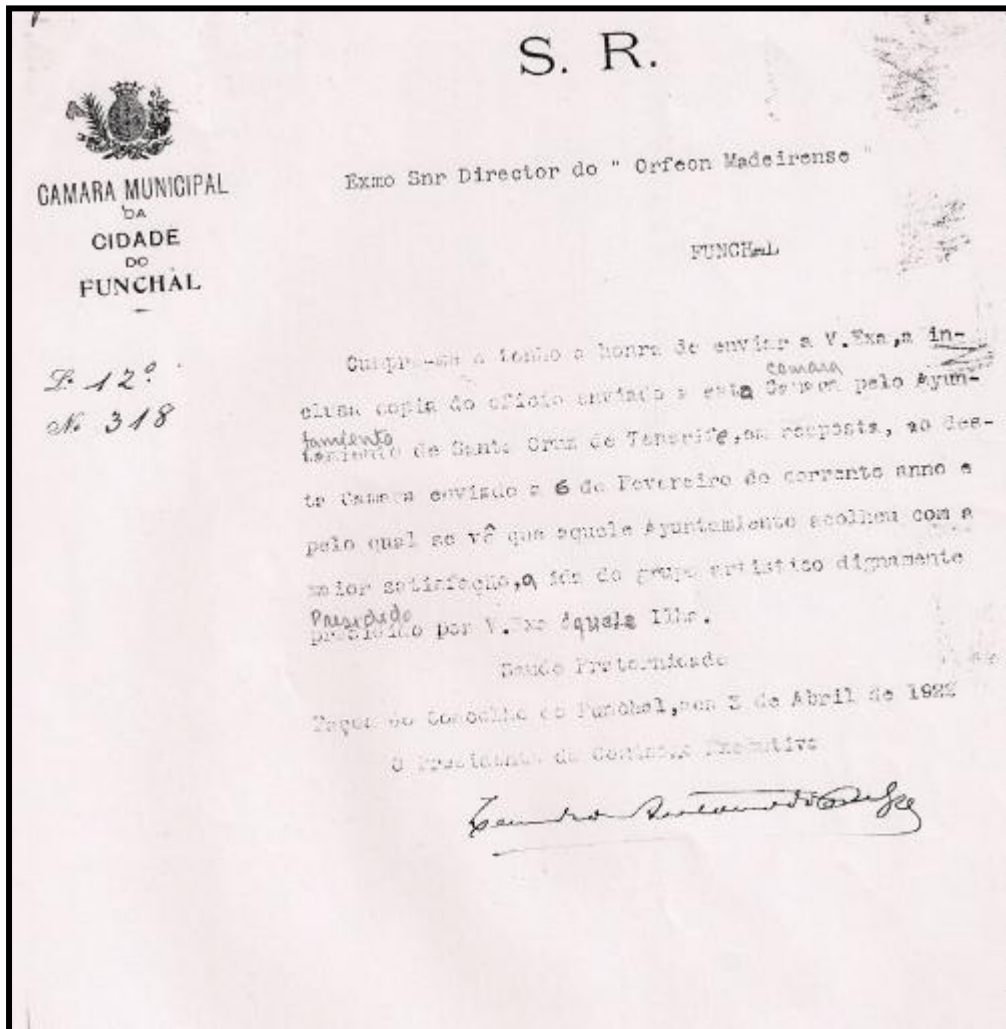 S. R.
CAMARA MUNICIPAL
DA
CIDADE
DO
FUNCHAL
L. 12º
Nº 318
Exmo Snr Director do " Orfeon Madeirense "
FUNCHaL
Cumpre-me e tenho a honra de enviar a V.Exa,a in-
camara
clusa copia do oficio enviado a esta Camara pelo Ayun-
tamiento
tamiento de Santa Cruz de Tenerife,em resposta, ao des-
ta Camara enviado a 6 de Fevereiro do corrente anno e
pelo qual se vê que aquele Ayuntamiento acolheu com a
maior satisfação,a ida do grupo artistico dignamente
Presidido
presidido por V.Exa áquela Ilha.
Saude Fraternidade
Paços do Concelho do Funchal,aos 3 de Abril de 1922
O Presidente da Comissão Executiva